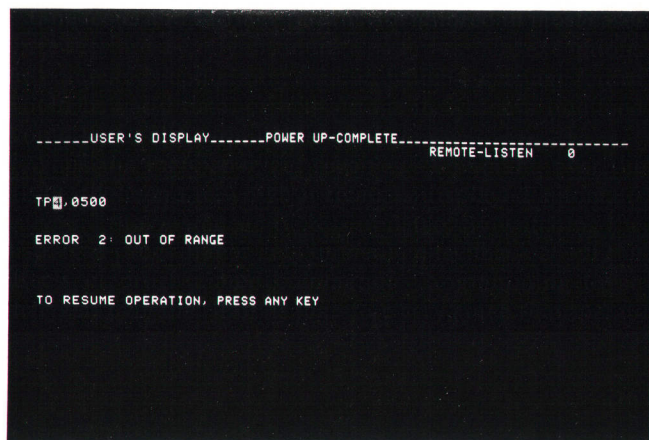 ______USER'S DISPLAY_______POWER UP-COMPLETE_______________________
REMOTE-LISTEN 0
TP4,0500
ERROR 2: OUT OF RANGE
TO RESUME OPERATION, PRESS ANY KEY